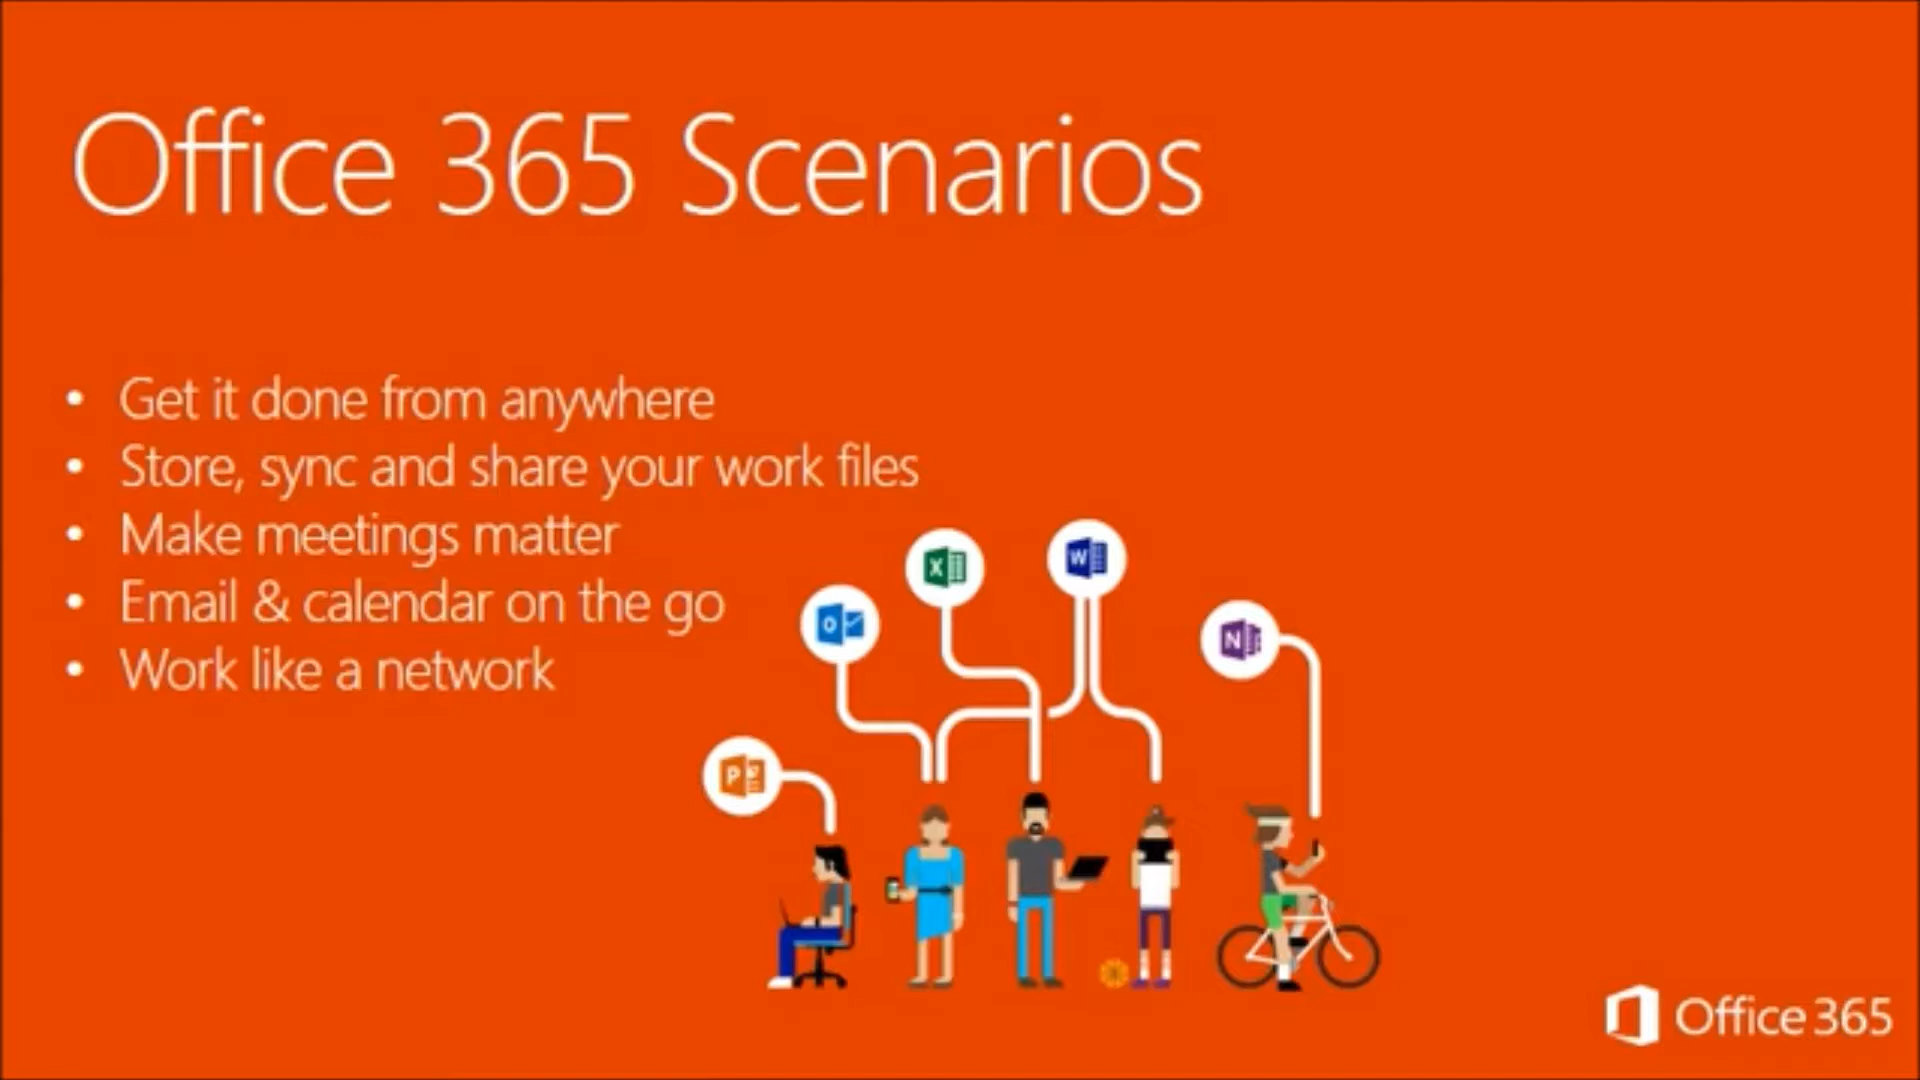 Office 365 Scenarios
• Get it done from anywhere
• Store, sync and share your work files
• Make meetings matter
• Email & calendar on the go
• Work like a network
X
W
O
N
P
Office 365